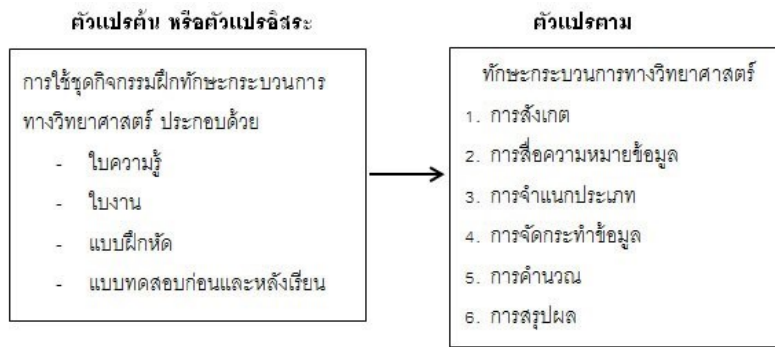 ตัวแปรต้น หรือตัวแปรอิสระ
การใช้ชุดกิจกรรมฝึกทักษะกระบวนการ
ทางวิทยาศาสตร์ ประกอบด้วย
- ใบความรู้
- ใบงาน
- แบบฝึกหัด
- แบบทดสอบก่อนและหลังเรียน
ตัวแปรตาม
ทักษะกระบวนการทางวิทยาศาสตร์
1. การสังเกต
2. การสื่อความหมายข้อมูล
3. การจำแนกประเภท
4. การจัดกระทำข้อมูล
5. การคำนวณ
6. การสรุปผล